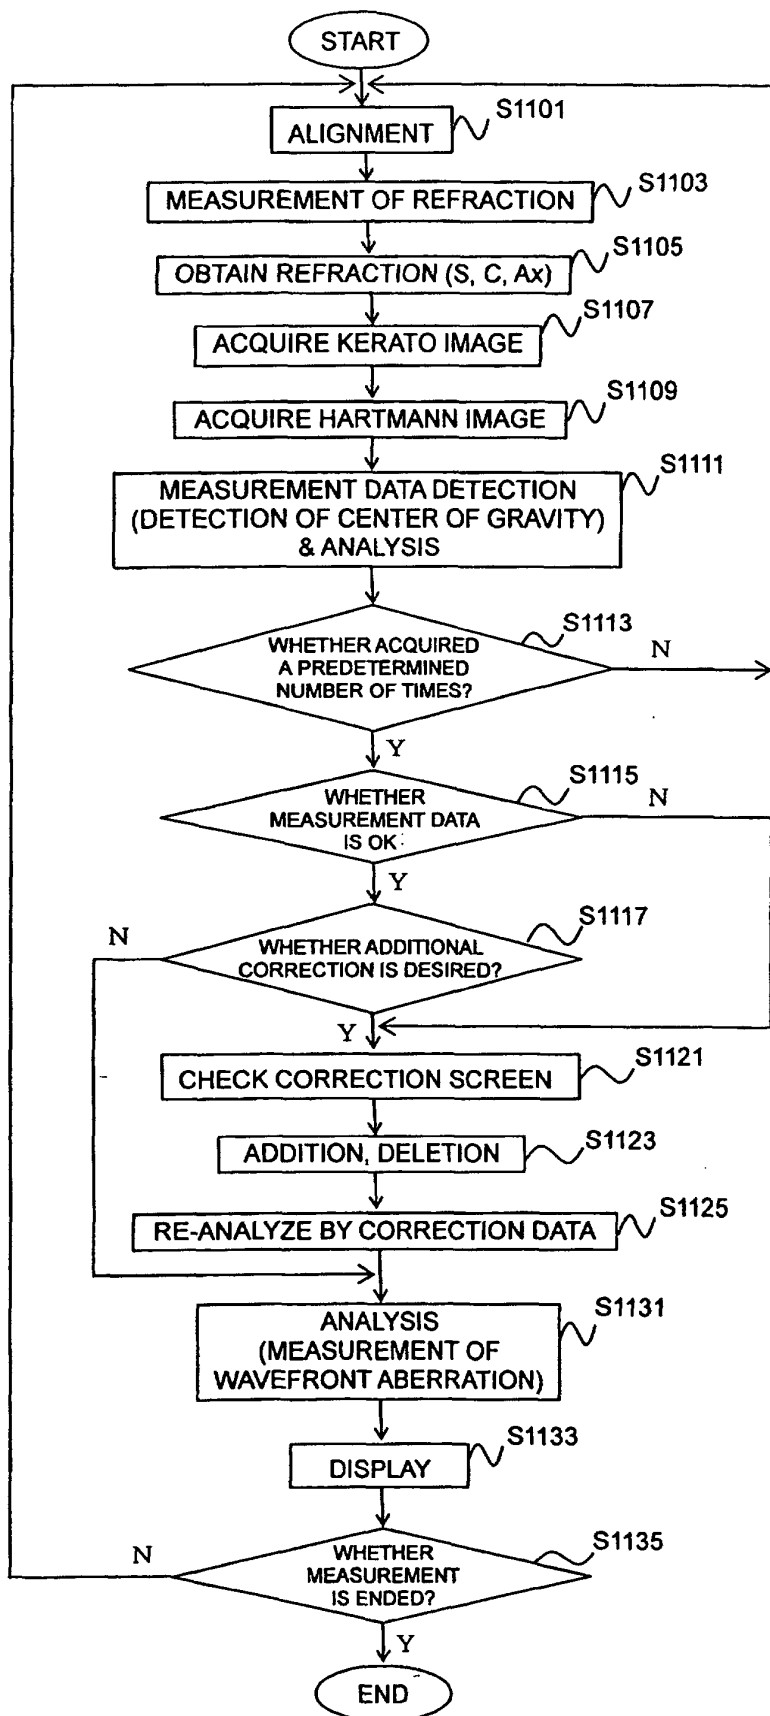 START
ALIGNMENT
S1101
MEASUREMENT OF REFRACTION
S1103
OBTAIN REFRACTION (S, C, Ax)
S1105
ACQUIRE KERATO IMAGE
S1107
ACQUIRE HARTMANN IMAGE
S1109
MEASUREMENT DATA DETECTION
(DETECTION OF CENTER OF GRAVITY)
& ANALYSIS
S1111
WHETHER ACQUIRED
A PREDETERMINED
NUMBER OF TIMES?
S1113
N
Y
WHETHER
MEASUREMENT DATA
IS OK
S1115
N
Y
WHETHER ADDITIONAL
CORRECTION IS DESIRED?
S1117
N
Y
CHECK CORRECTION SCREEN
S1121
ADDITION, DELETION
S1123
RE-ANALYZE BY CORRECTION DATA
S1125
ANALYSIS
(MEASUREMENT OF
WAVEFRONT ABERRATION)
S1131
DISPLAY
S1133
WHETHER
MEASUREMENT
IS ENDED?
S1135
N
Y
END